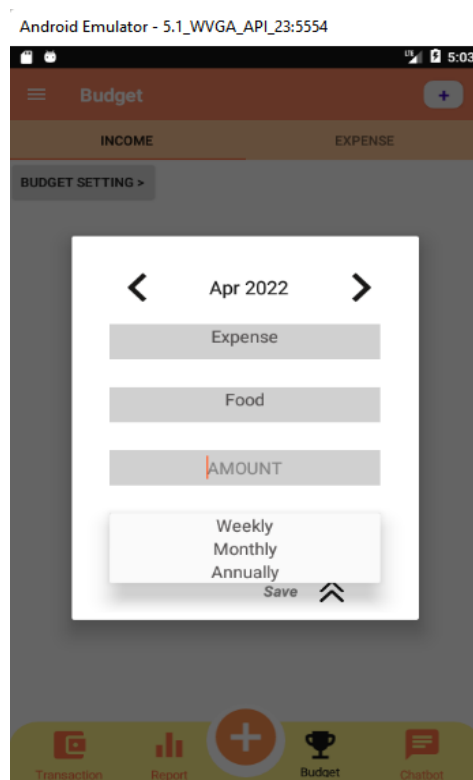 Android Emulator - 5.1_WVGA_API_23:5554
LTE 5:03
Budget +
INCOME EXPENSE
BUDGET SETTING >
Apr 2022
Expense
Food
AMOUNT
Weekly
Monthly
Annually
Save
Transaction Report Budget Chatbot